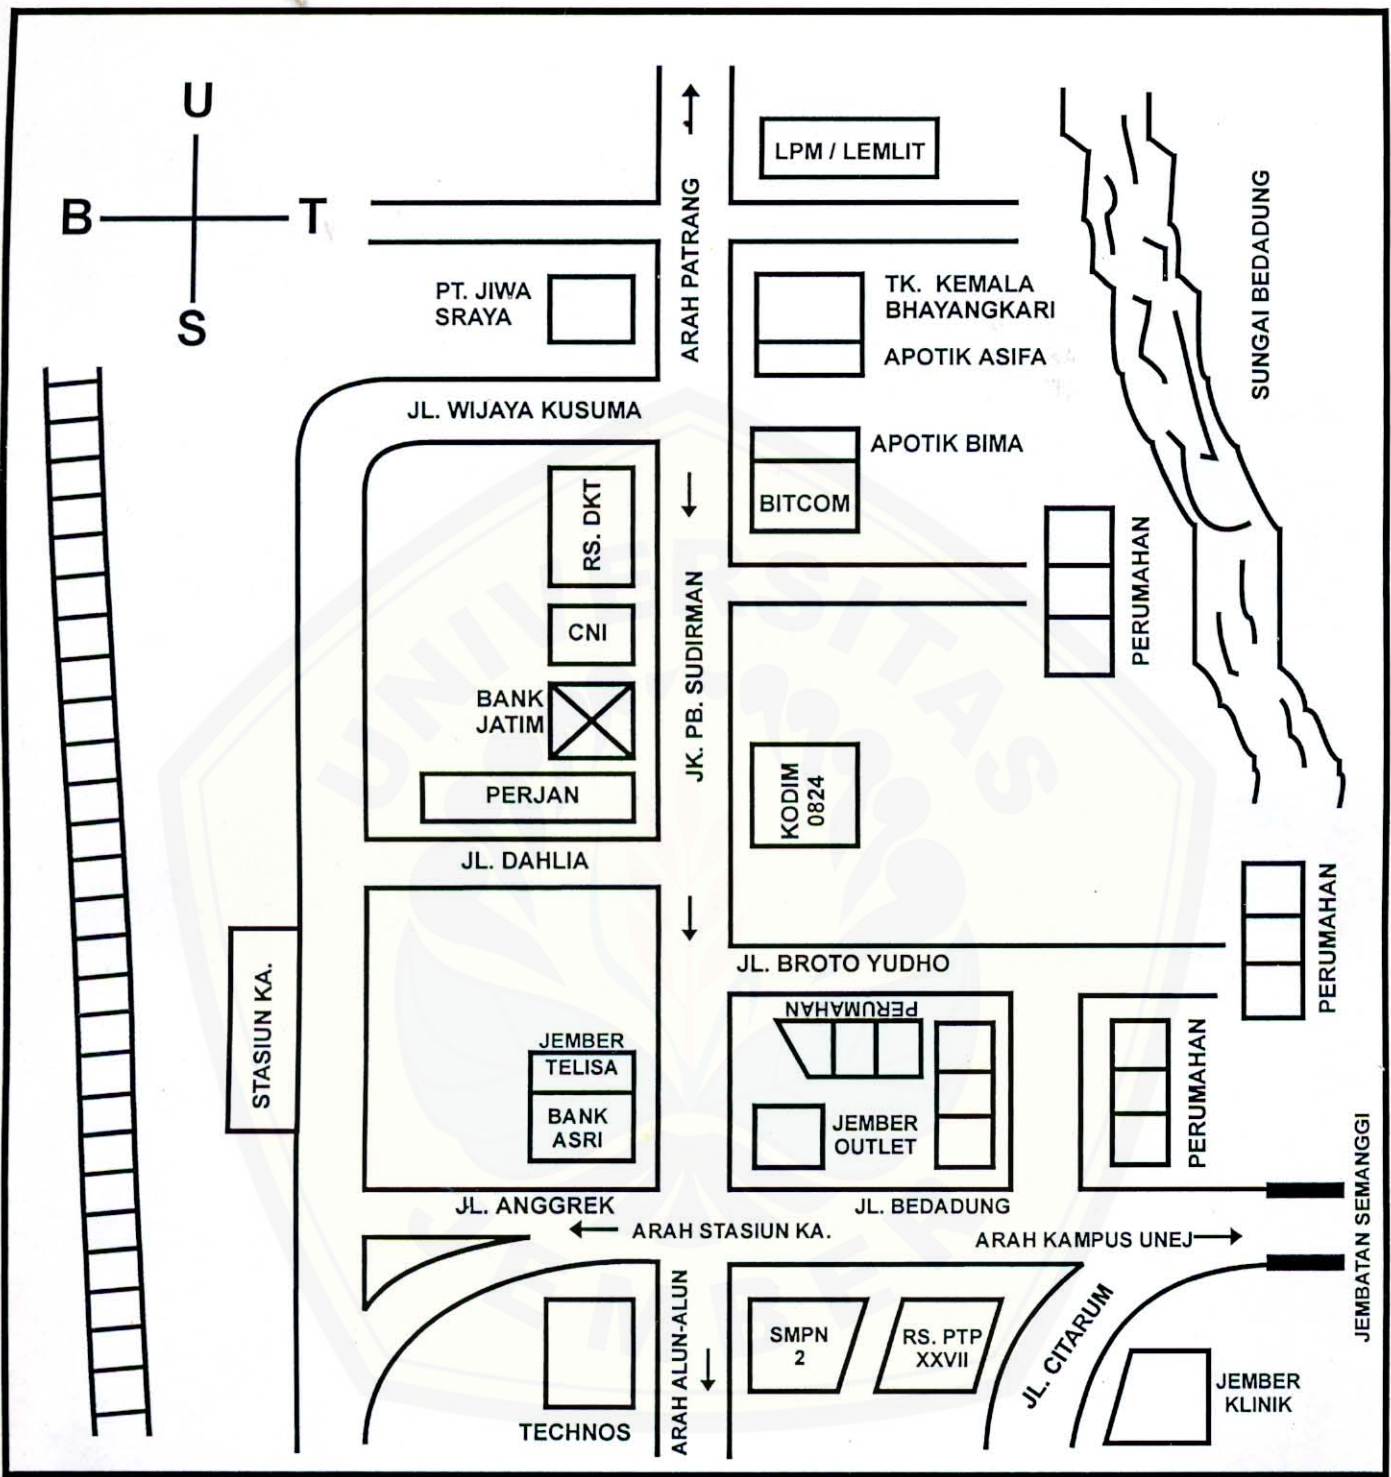 U
B
T
S
LPM / LEMLIT
ARAH PATRANG
SUNGAI BEDADUNG
PT. JIWA
SRAYA
TK. KEMALA
BHAYANGKARI
APOTIK ASIFA
JL. WIJAYA KUSUMA
APOTIK BIMA
BITCOM
RS. DKT
PERUMAHAN
CNI
JK. PB. SUDIRMAN
BANK
JATIM
PERJAN
KODIM
0824
JL. DAHLIA
PERUMAHAN
STASIUN KA.
JL. BROTO YUDHO
PERUMAHAN
JEMBER
TELISA
BANK
ASRI
JEMBER
OUTLET
PERUMAHAN
JL. ANGGREK
JL. BEDADUNG
JEMBATAN SEMANGGI
ARAH STASIUN KA.
ARAH KAMPUS UNEJ
ARAH ALUN-ALUN
SMPN
2
RS. PTP
XXVII
JL. CITARUM
JEMBER
KLINIK
TECHNOS
UNIVERSITAS
JEMBER